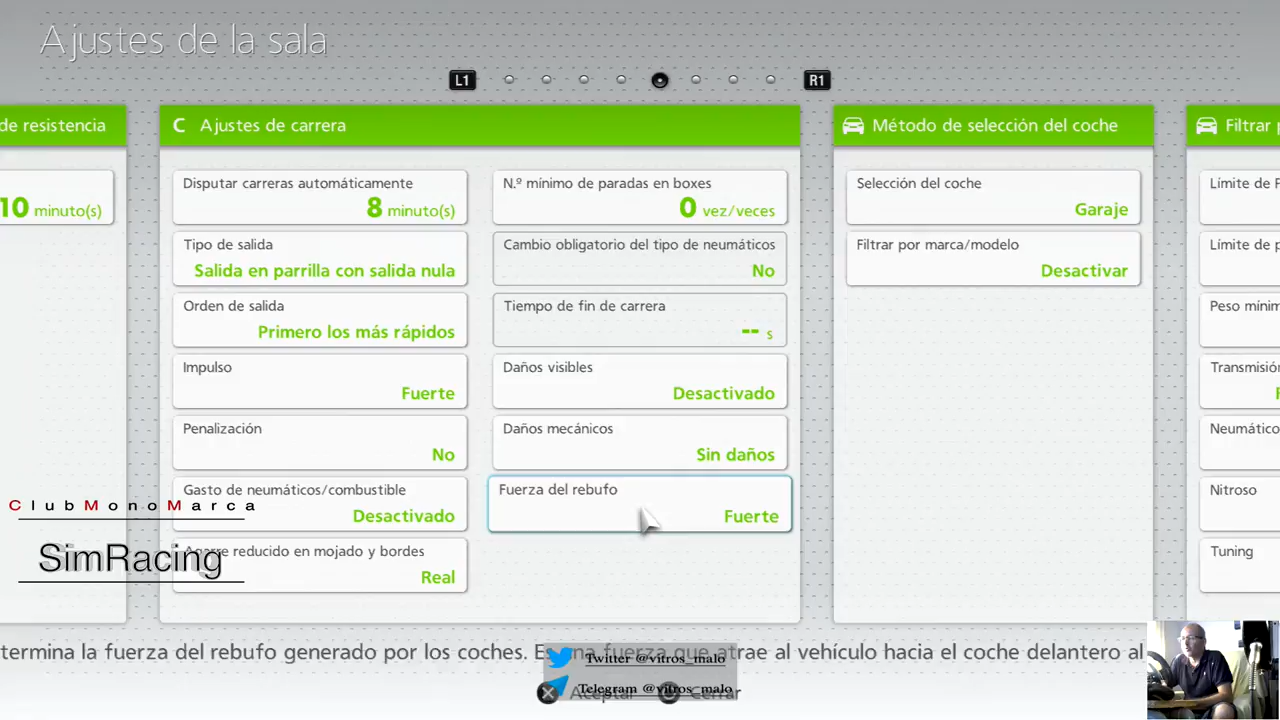 Ajustes de la sala
L1
R1
de resistencia
10 minuto(s)
C Ajustes de carrera
Disputar carreras automáticamente
8 minuto(s)
Tipo de salida
Salida en parrilla con salida nula
Orden de salida
Primero los más rápidos
Impulso
Fuerte
Penalización
No
Gasto de neumáticos/combustible
Desactivado
reducido en mojado y bordes
Real
N.º mínimo de paradas en boxes
0 vez/veces
Cambio obligatorio del tipo de neumáticos
No
Tiempo de fin de carrera
-- s
Daños visibles
Desactivado
Daños mecánicos
Sin daños
Fuerza del rebufo
Fuerte
Método de selección del coche
Selección del coche
Garaje
Filtrar por marca/modelo
Desactivar
Filtrar p
Límite de P
Límite de p
Peso mínim
Transmisión
Neumático
Nitroso
Tuning
ClubMonoMarca
SimRacing
termina la fuerza del rebufo generado por los coches. Es una fuerza que atrae al vehículo hacia el coche delantero al
Twitter @vitros_malo
Telegram @vitros_malo
Aceptar
Cerrar